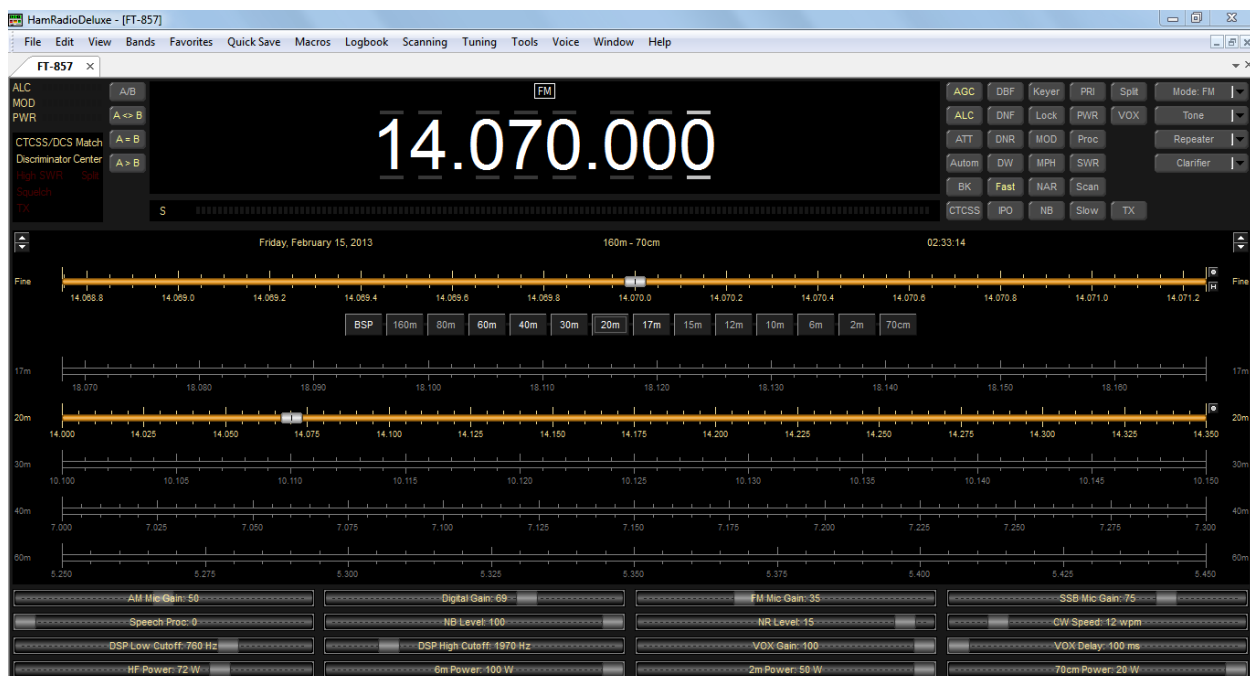 HamRadioDeluxe - [FT-857]
File Edit View Bands Favorites Quick Save Macros Logbook Scanning Tuning Tools Voice Window Help
FT-857
ALC A/B FM AGC DBF Keyer PRI Split Mode: FM
MOD
PWR A <> B 14.070.000 ALC DNF Lock PWR VOX Tone
CTCSS/DCS Match A = B ATT DNR MOD Proc Repeater
Discriminator Center A > B Autom DW MPH SWR Clarifier
High SWR Split BK Fast NAR Scan
Squelch
TX S CTCSS IPO NB Slow TX
Friday, February 15, 2013 160m - 70cm 02:33:14
Fine Fine
H
14.068.8 14.069.0 14.069.2 14.069.4 14.069.6 14.069.8 14.070.0 14.070.2 14.070.4 14.070.6 14.070.8 14.071.0 14.071.2
BSP 160m 80m 60m 40m 30m 20m 17m 15m 12m 10m 6m 2m 70cm
17m 17m
18.070 18.080 18.090 18.100 18.110 18.120 18.130 18.140 18.150 18.160
20m 20m
14.000 14.025 14.050 14.075 14.100 14.125 14.150 14.175 14.200 14.225 14.250 14.275 14.300 14.325 14.350
30m 30m
10.100 10.105 10.110 10.115 10.120 10.125 10.130 10.135 10.140 10.145 10.150
40m 40m
7.000 7.025 7.050 7.075 7.100 7.125 7.150 7.175 7.200 7.225 7.250 7.275 7.300
60m 60m
5.250 5.275 5.300 5.325 5.350 5.375 5.400 5.425 5.450
AM Mic Gain: 50 Digital Gain: 69 FM Mic Gain: 35 SSB Mic Gain: 75
Speech Proc: 0 NB Level: 100 NR Level: 15 CW Speed: 12 wpm
DSP Low Cutoff: 760 Hz DSP High Cutoff: 1970 Hz VOX Gain: 100 VOX Delay: 100 ms
HF Power: 72 W 6m Power: 100 W 2m Power: 50 W 70cm Power: 20 W